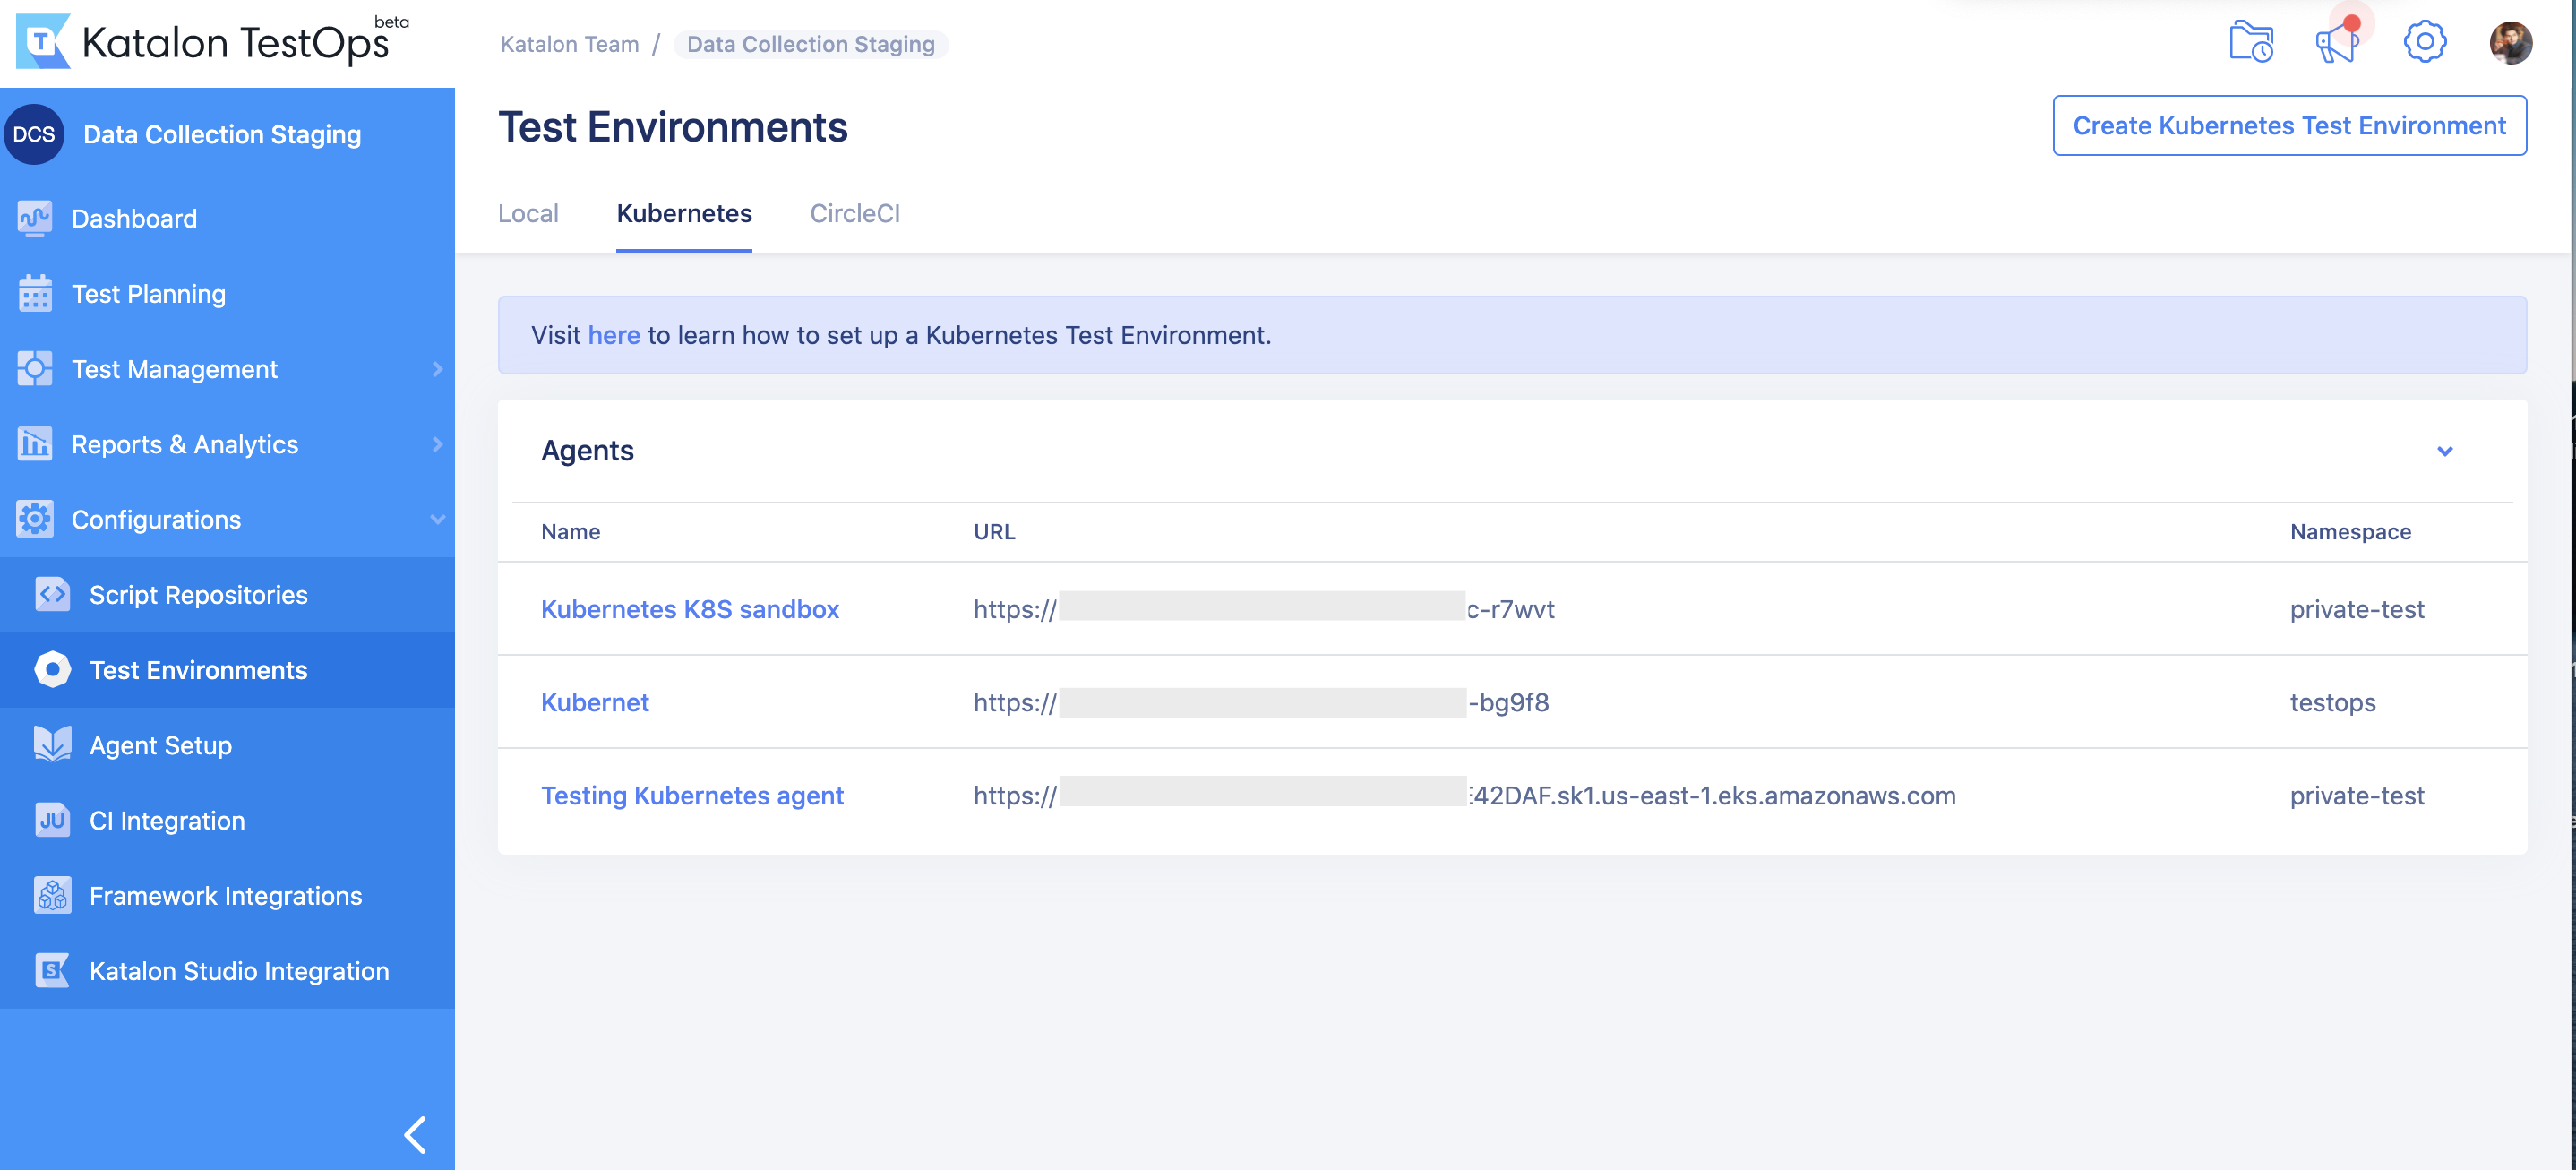 Katalon TestOps beta
Katalon Team / Data Collection Staging
DCS Data Collection Staging
Dashboard
Test Planning
Test Management
Reports & Analytics
Configurations
Script Repositories
Test Environments
Agent Setup
JU CI Integration
Framework Integrations
Katalon Studio Integration
Test Environments
Create Kubernetes Test Environment
Local Kubernetes CircleCI
Visit here to learn how to set up a Kubernetes Test Environment.
Agents
Name URL Namespace
Kubernetes K8S sandbox https:// c-r7wvt private-test
Kubernet https:// -bg9f8 testops
Testing Kubernetes agent https:// 42DAF.sk1.us-east-1.eks.amazonaws.com private-test